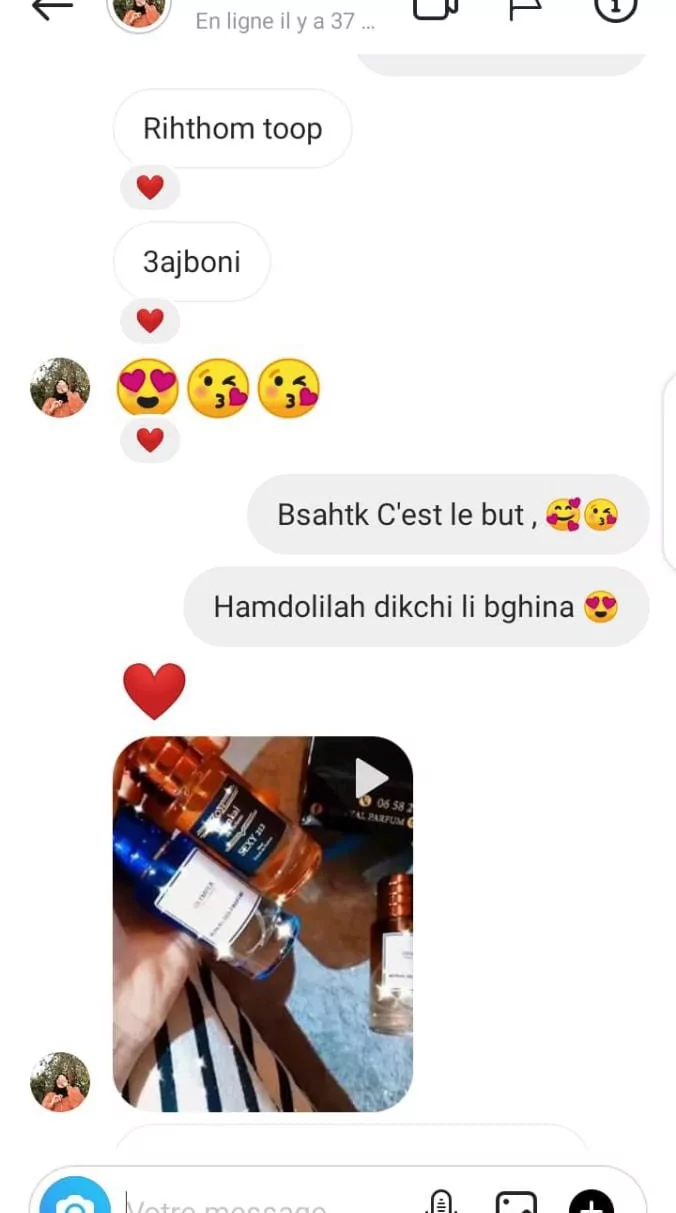 En ligne il y a 37 ...
Rihthom toop
3ajboni
Bsahtk C'est le but , 🥰😘
Hamdolilah dikchi li bghina 😍
06 58 2
TAL PARFUM
SEXY 212
Votre message